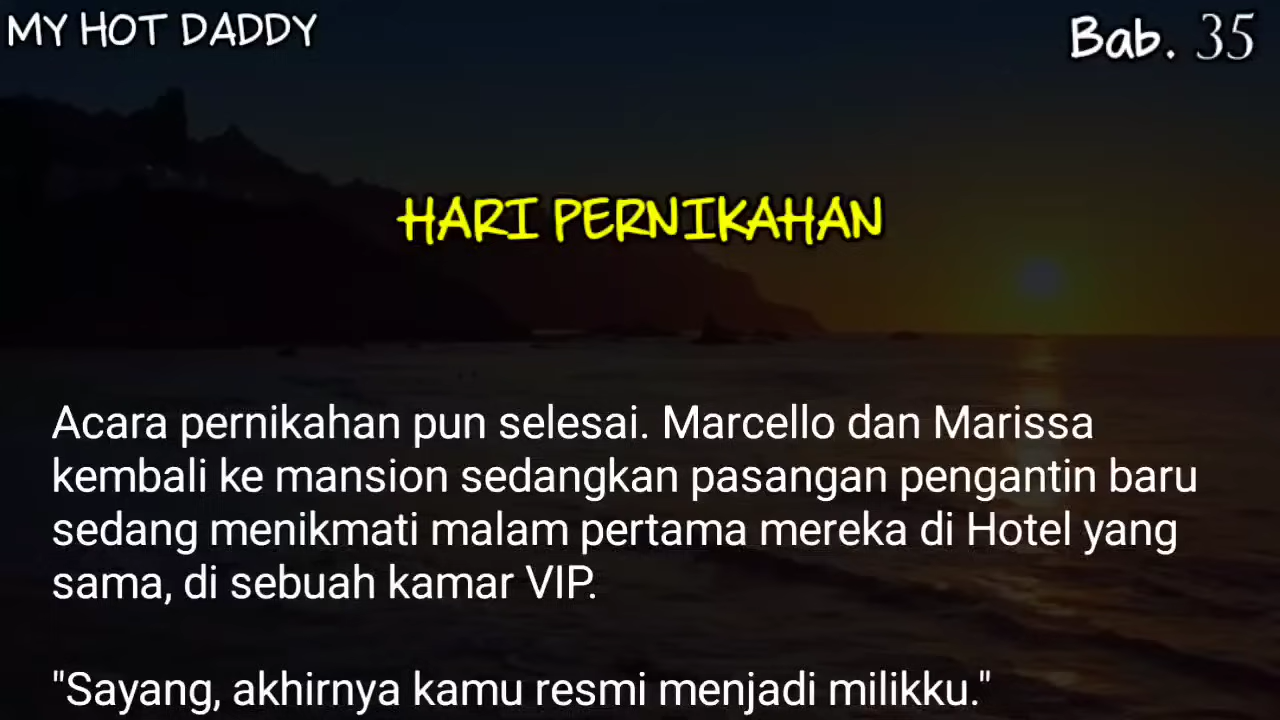 MY HOT DADDY
Bab. 35
HARI PERNIKAHAN
Acara pernikahan pun selesai. Marcello dan Marissa
kembali ke mansion sedangkan pasangan pengantin baru
sedang menikmati malam pertama mereka di Hotel yang
sama, di sebuah kamar VIP.
"Sayang, akhirnya kamu resmi menjadi milikku."